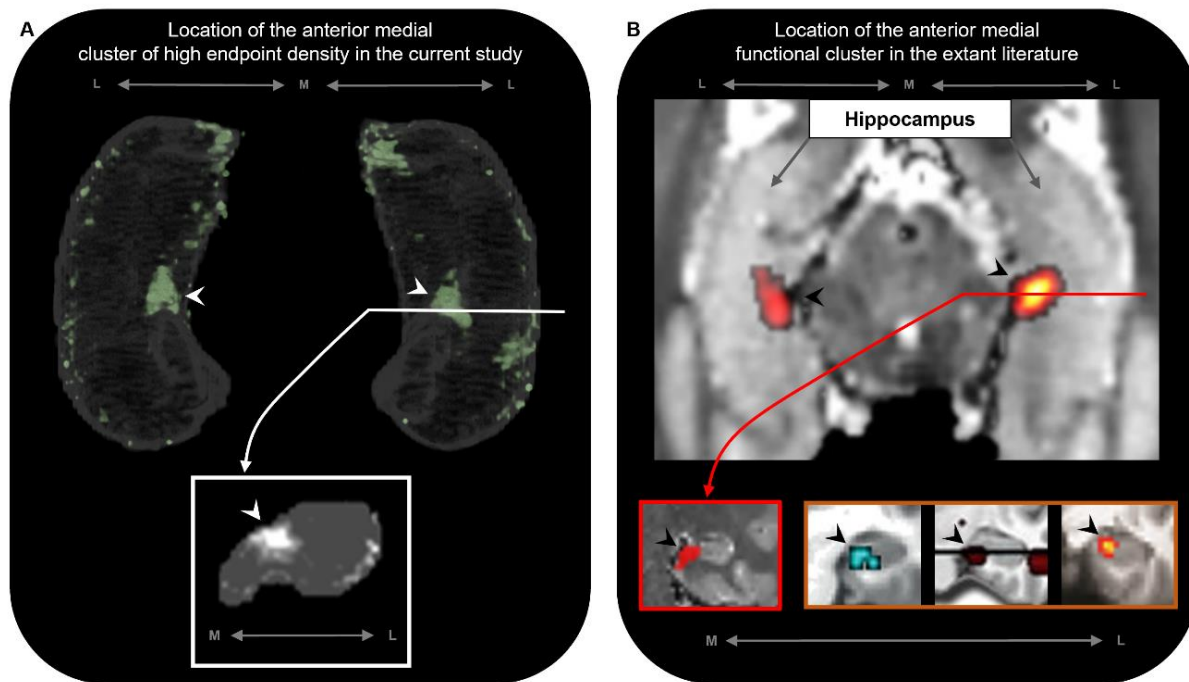 A
Location of the anterior medial
cluster of high endpoint density in the current study
L M L
M L
B
Location of the anterior medial
functional cluster in the extant literature
L M L
Hippocampus
M L